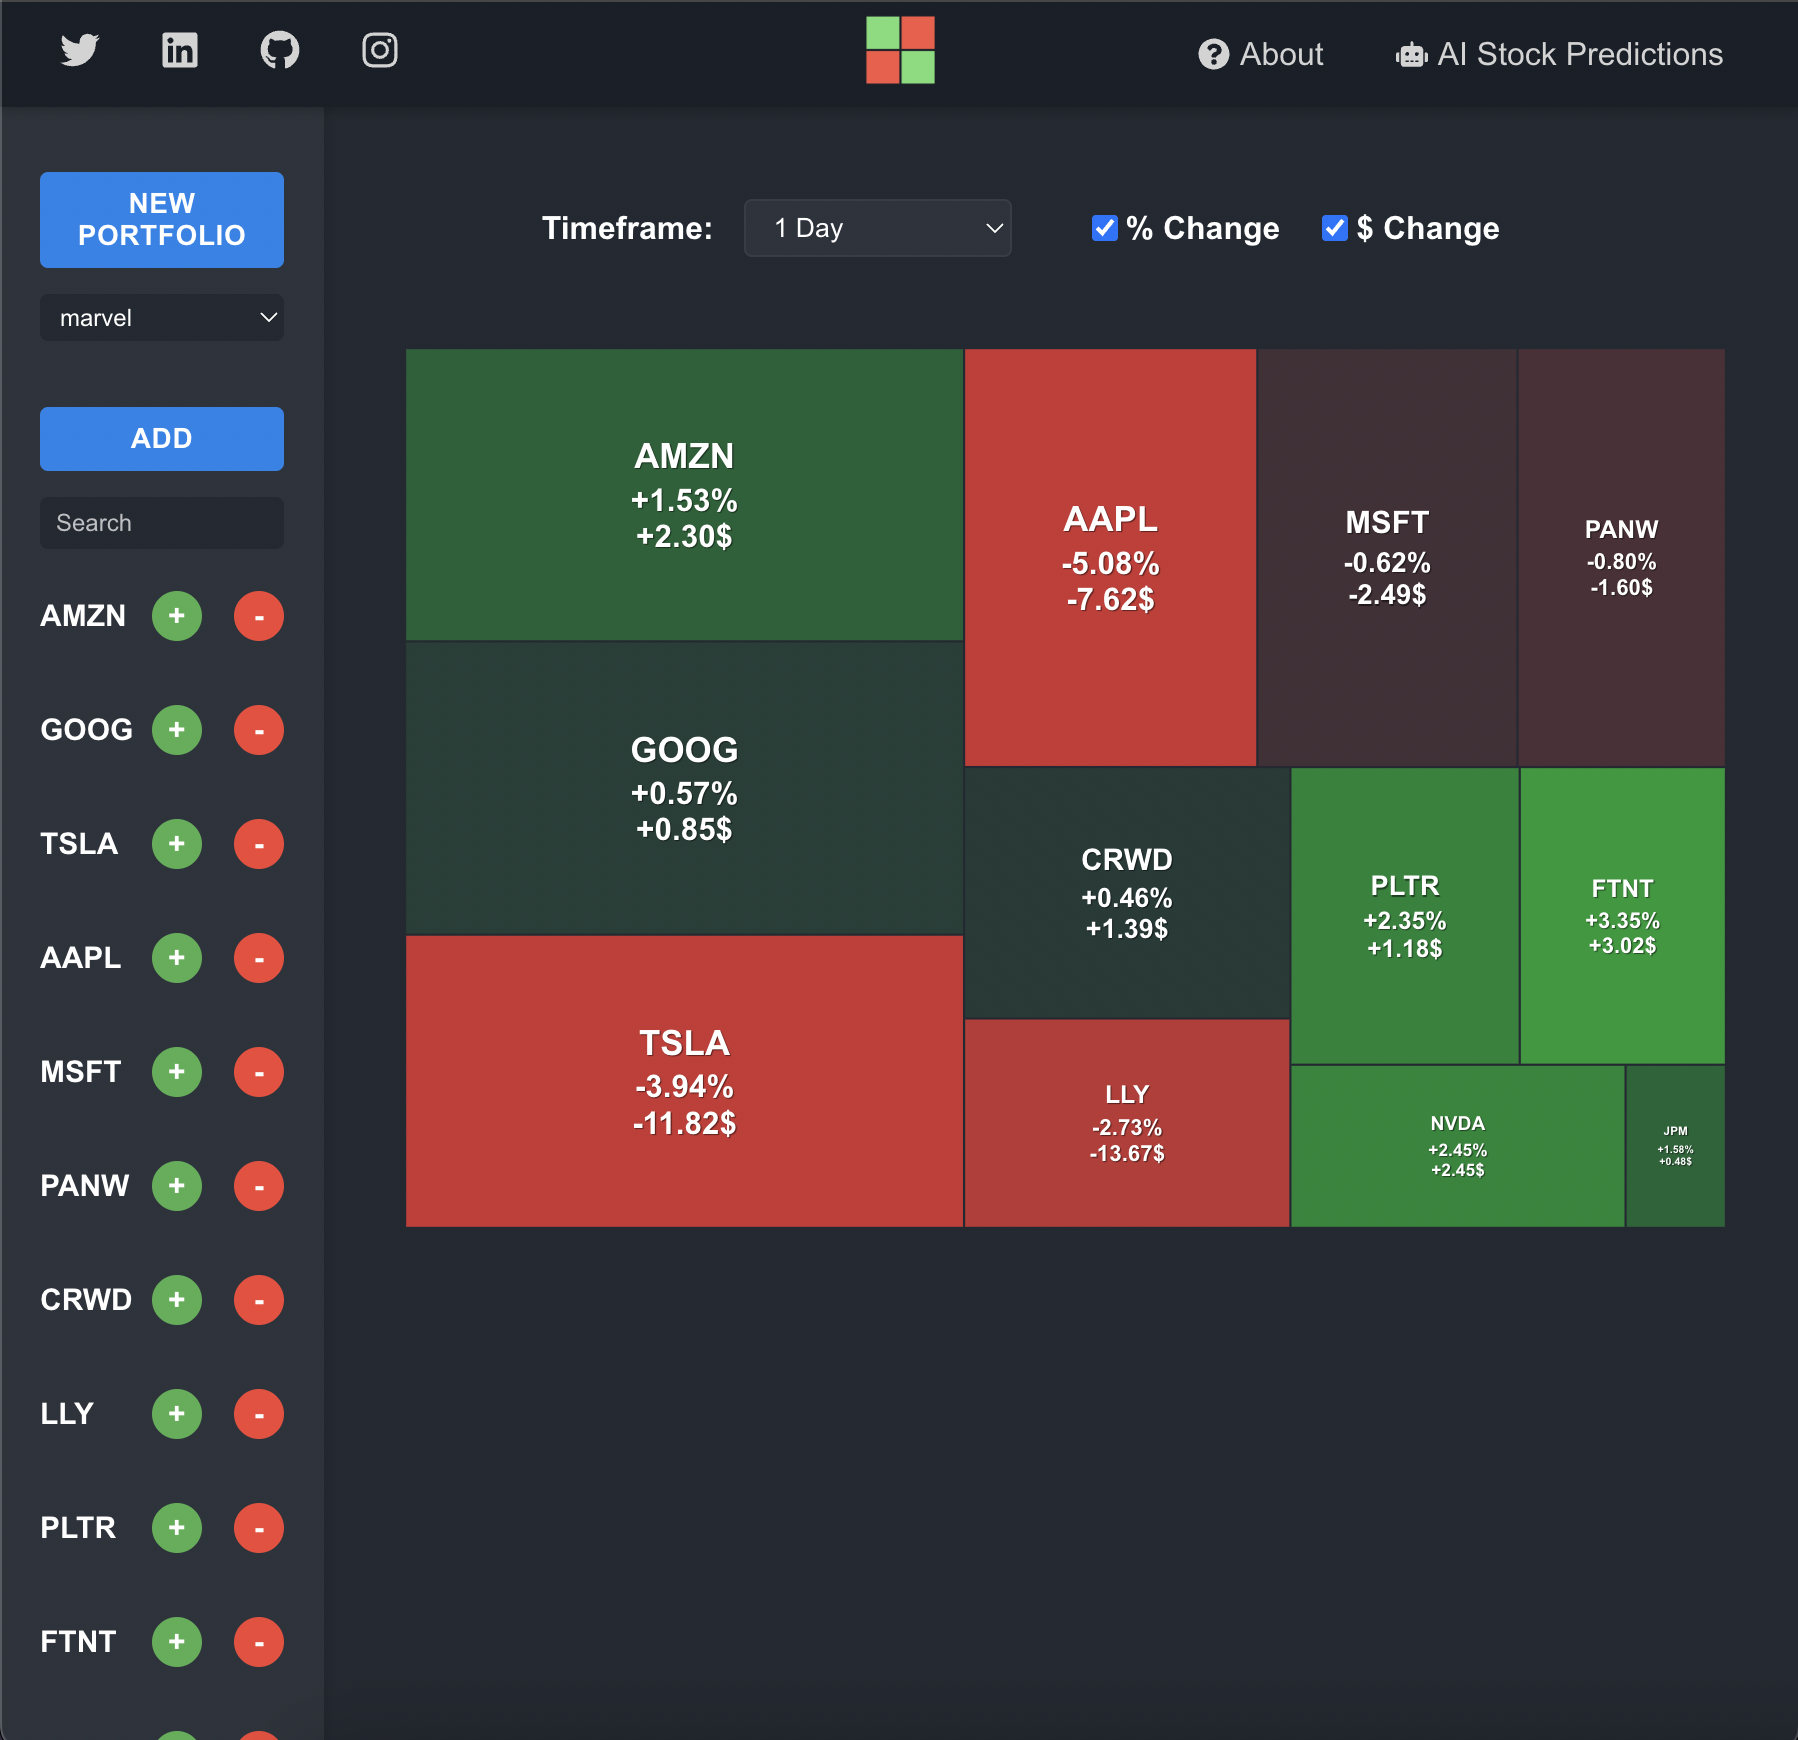 About
AI Stock Predictions
NEW
PORTFOLIO
marvel
ADD
Search
AMZN + -
GOOG + -
TSLA + -
AAPL + -
MSFT + -
PANW + -
CRWD + -
LLY + -
PLTR + -
FTNT + -
Timeframe:
1 Day
% Change
$ Change
AMZN
+1.53%
+2.30$
GOOG
+0.57%
+0.85$
TSLA
-3.94%
-11.82$
AAPL
-5.08%
-7.62$
MSFT
-0.62%
-2.49$
PANW
-0.80%
-1.60$
CRWD
+0.46%
+1.39$
LLY
-2.73%
-13.67$
PLTR
+2.35%
+1.18$
FTNT
+3.35%
+3.02$
NVDA
+2.45%
+2.45$
JPM
+1.58%
+0.48$